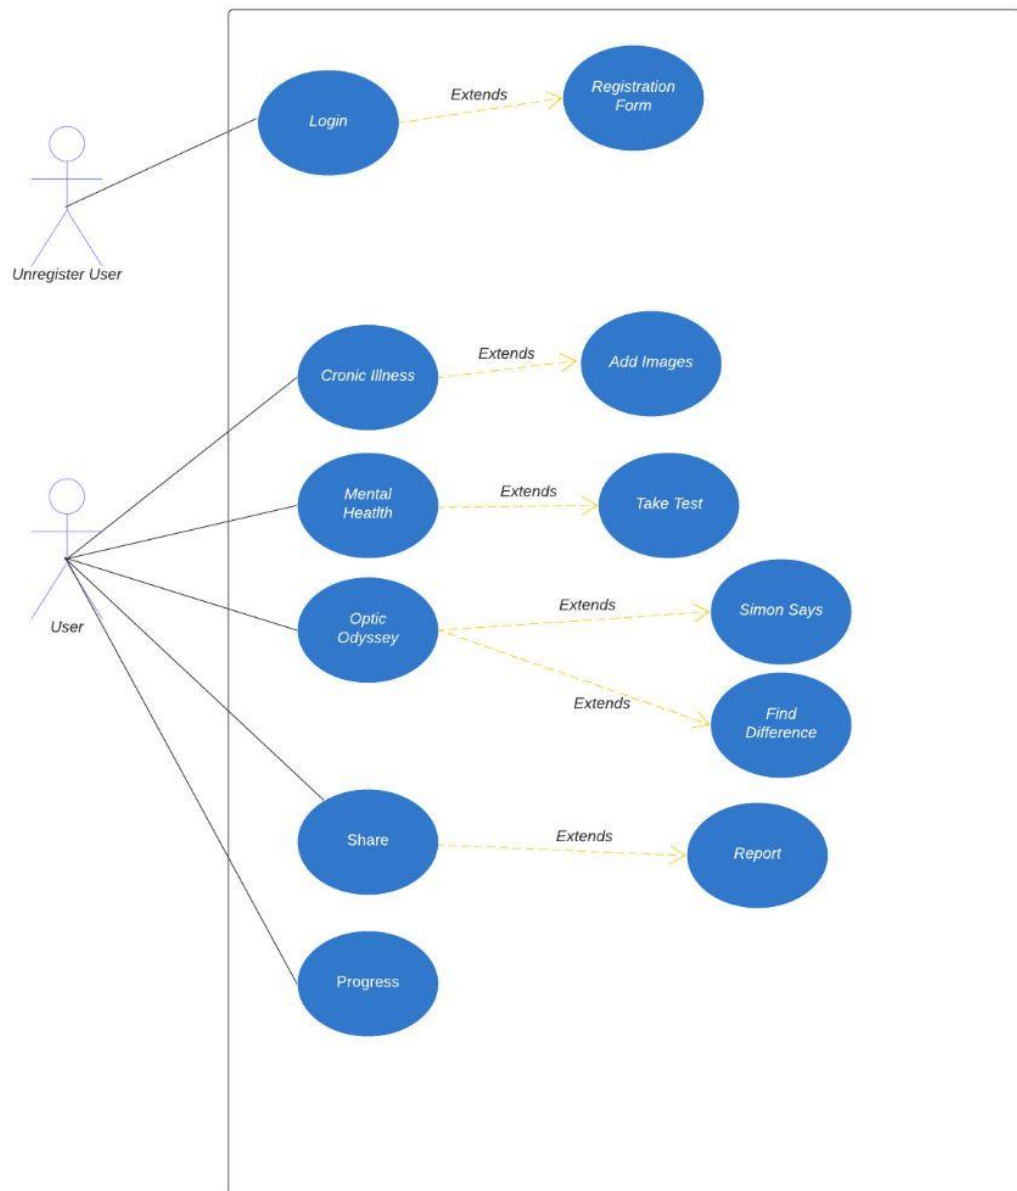 Login
Extends
Registration
Form
Unregister User
Cronic Illness
Extends
Add Images
Mental
Heatlth
Extends
Take Test
User
Optic
Odyssey
Extends
Simon Says
Extends
Find
Difference
Share
Extends
Report
Progress